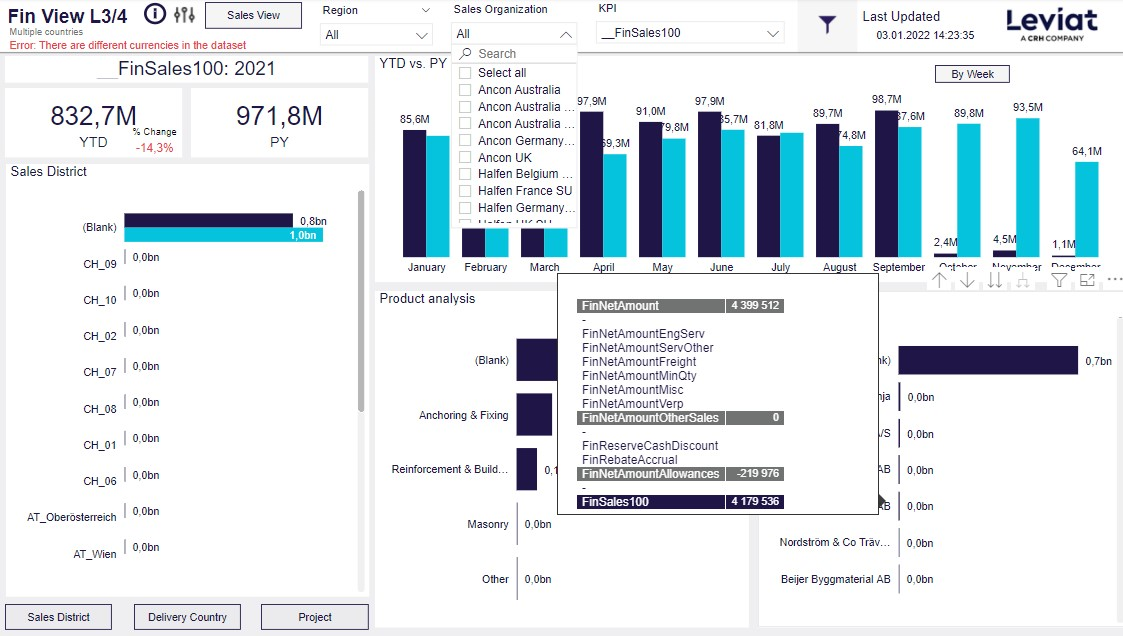 Fin View L3/4
Multiple countries
Error: There are different currencies in the dataset
Sales View
Region
All
Sales Organization
All
Search
Select all
Ancon Australia
Ancon Australia ...
Ancon Australia ...
Ancon Germany...
Ancon UK
Halfen Belgium ...
Halfen France SU
Halfen Germany...
Halfen UK SU
KPI
__FinSales100
Last Updated
03.01.2022 14:23:35
Leviat
A CRH COMPANY
__FinSales100: 2021
832,7M
YTD
% Change
-14,3%
971,8M
PY
Sales District
(Blank)
0,8bn
1,0bn
CH_09
0,0bn
CH_10
0,0bn
CH_02
0,0bn
CH_07
0,0bn
CH_08
0,0bn
CH_01
0,0bn
CH_06
0,0bn
AT_Oberösterreich
0,0bn
AT_Wien
0,0bn
Sales District
Delivery Country
Project
YTD vs. PY
By Week
85,6M
97,9M
69,3M
91,0M
79,8M
97,9M
85,7M
81,8M
89,7M
74,8M
98,7M
87,6M
2,4M
89,8M
4,5M
93,5M
1,1M
64,1M
January
February
March
April
May
June
July
August
September
October
November
December
Product analysis
(Blank)
Anchoring & Fixing
Reinforcement & Build...
0,1
Masonry
0,0bn
Other
0,0bn
FinNetAmount 4 399 512
-
FinNetAmountEngServ
FinNetAmountServOther
FinNetAmountFreight
FinNetAmountMinQty
FinNetAmountMisc
FinNetAmountVerp
FinNetAmountOtherSales 0
-
FinReserveCashDiscount
FinRebateAccrual
FinNetAmountAllowances -219 976
-
FinSales100 4 179 536
nk)
0,7bn
nja
0,0bn
A/S
0,0bn
AB
0,0bn
AB
0,0bn
Nordström & Co Träv...
0,0bn
Beijer Byggmaterial AB
0,0bn